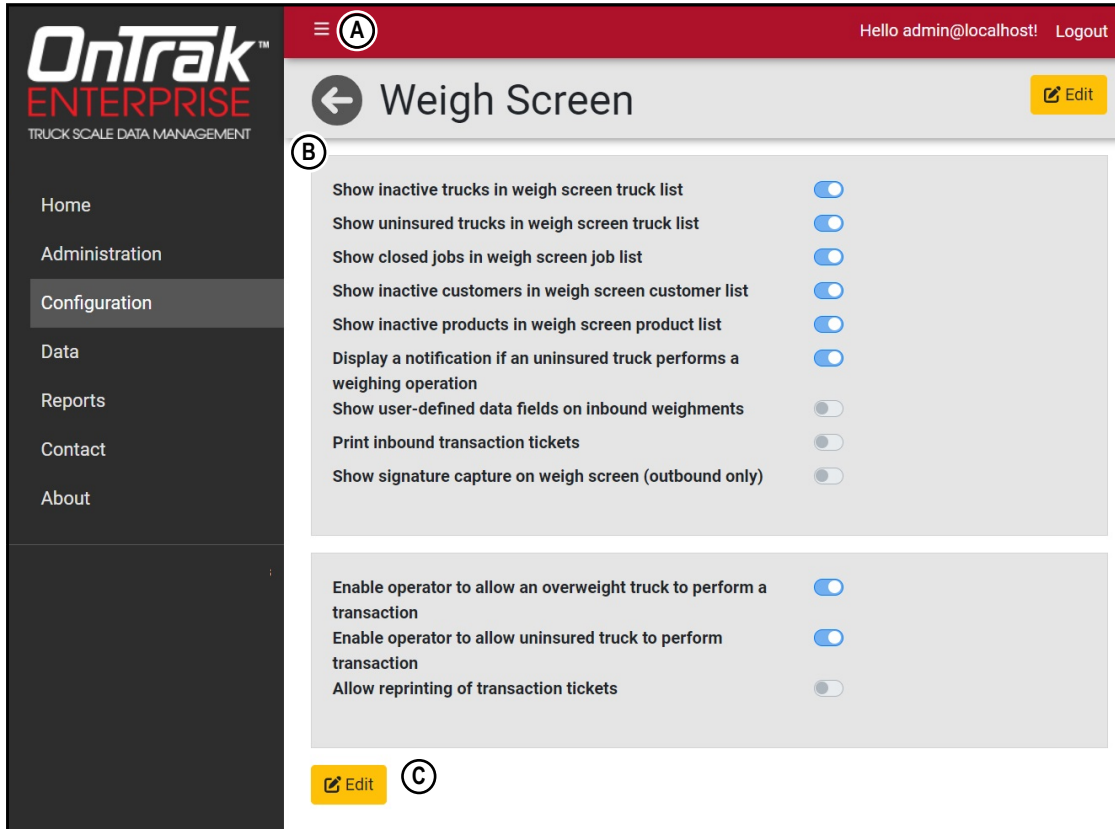 OnTrak™
ENTERPRISE
TRUCK SCALE DATA MANAGEMENT
Home
Administration
Configuration
Data
Reports
Contact
About
A
Hello admin@localhost! Logout
Weigh Screen
Edit
B
Show inactive trucks in weigh screen truck list
Show uninsured trucks in weigh screen truck list
Show closed jobs in weigh screen job list
Show inactive customers in weigh screen customer list
Show inactive products in weigh screen product list
Display a notification if an uninsured truck performs a
weighing operation
Show user-defined data fields on inbound weighments
Print inbound transaction tickets
Show signature capture on weigh screen (outbound only)
Enable operator to allow an overweight truck to perform a
transaction
Enable operator to allow uninsured truck to perform
transaction
Allow reprinting of transaction tickets
Edit
C